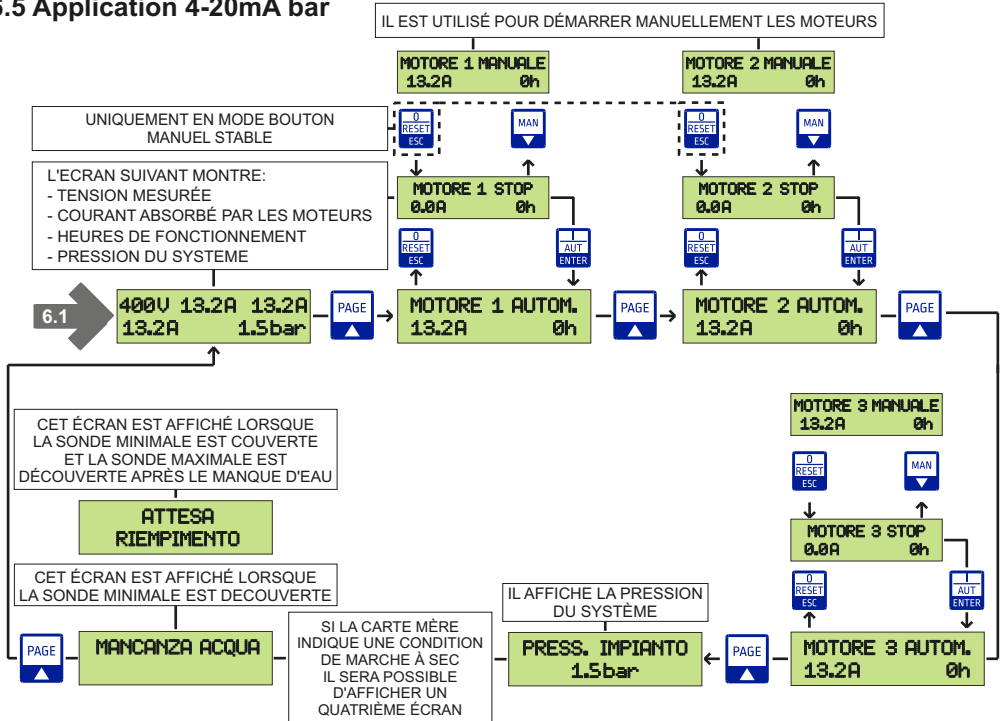 6.5 Application 4-20mA bar
IL EST UTILISÉ POUR DÉMARRER MANUELLEMENT LES MOTEURS
MOTORE 1 MANUALE
13.2A 0h
MOTORE 2 MANUALE
13.2A 0h
UNIQUEMENT EN MODE BOUTON
MANUEL STABLE
0
RESET
ESC
MAN
0
RESET
ESC
MAN
L'ECRAN SUIVANT MONTRE:
- TENSION MESURÉE
- COURANT ABSORBÉ PAR LES MOTEURS
- HEURES DE FONCTIONNEMENT
- PRESSION DU SYSTEME
MOTORE 1 STOP
0.0A 0h
MOTORE 2 STOP
0.0A 0h
0
RESET
ESC
I
AUT
ENTER
0
RESET
ESC
I
AUT
ENTER
6.1
400V 13.2A 13.2A
13.2A 1.5bar
PAGE
MOTORE 1 AUTOM.
13.2A 0h
PAGE
MOTORE 2 AUTOM.
13.2A 0h
PAGE
MOTORE 3 MANUALE
13.2A 0h
0
RESET
ESC
MAN
MOTORE 3 STOP
0.0A 0h
0
RESET
ESC
I
AUT
ENTER
MOTORE 3 AUTOM.
13.2A 0h
PAGE
IL AFFICHE LA PRESSION
DU SYSTÈME
PRESS. IMPIANTO
1.5bar
SI LA CARTE MÈRE
INDIQUE UNE CONDITION
DE MARCHE À SEC
IL SERA POSSIBLE
D'AFFICHER UN
QUATRIÈME ÉCRAN
CET ÉCRAN EST AFFICHÉ LORSQUE
LA SONDE MINIMALE EST COUVERTE
ET LA SONDE MAXIMALE EST
DÉCOUVERTE APRÈS LE MANQUE D'EAU
ATTESA
RIEMPIMENTO
CET ÉCRAN EST AFFICHÉ LORSQUE
LA SONDE MINIMALE EST DECOUVERTE
MANCANZA ACQUA
PAGE